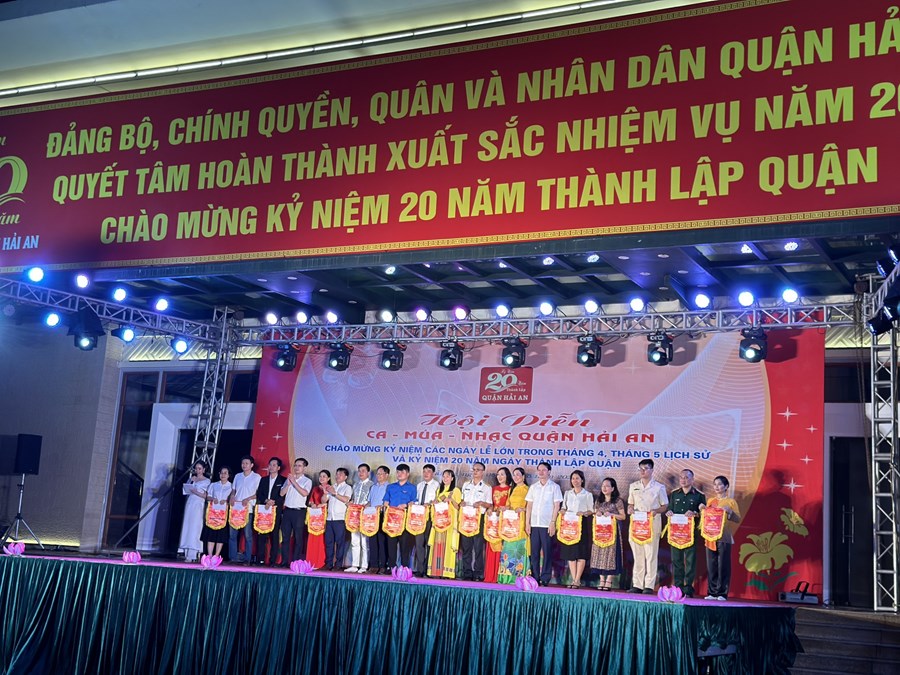 ĐẢNG BỘ, CHÍNH QUYỀN, QUÂN VÀ NHÂN DÂN QUẬN HẢ
QUYẾT TÂM HOÀN THÀNH XUẤT SẮC NHIỆM VỤ NĂM 20
CHÀO MỪNG KỶ NIỆM 20 NĂM THÀNH LẬP QUẬN
HẢI AN
20
QUẬN HẢI AN
Hội Diễn
CA - MÚA - NHẠC QUẬN HẢI AN
CHÀO MỪNG KỶ NIỆM CÁC NGÀY LỄ LỚN TRONG THÁNG 4, THÁNG 5 LỊCH SỬ
VÀ KỶ NIỆM 20 NĂM NGÀY THÀNH LẬP QUẬN